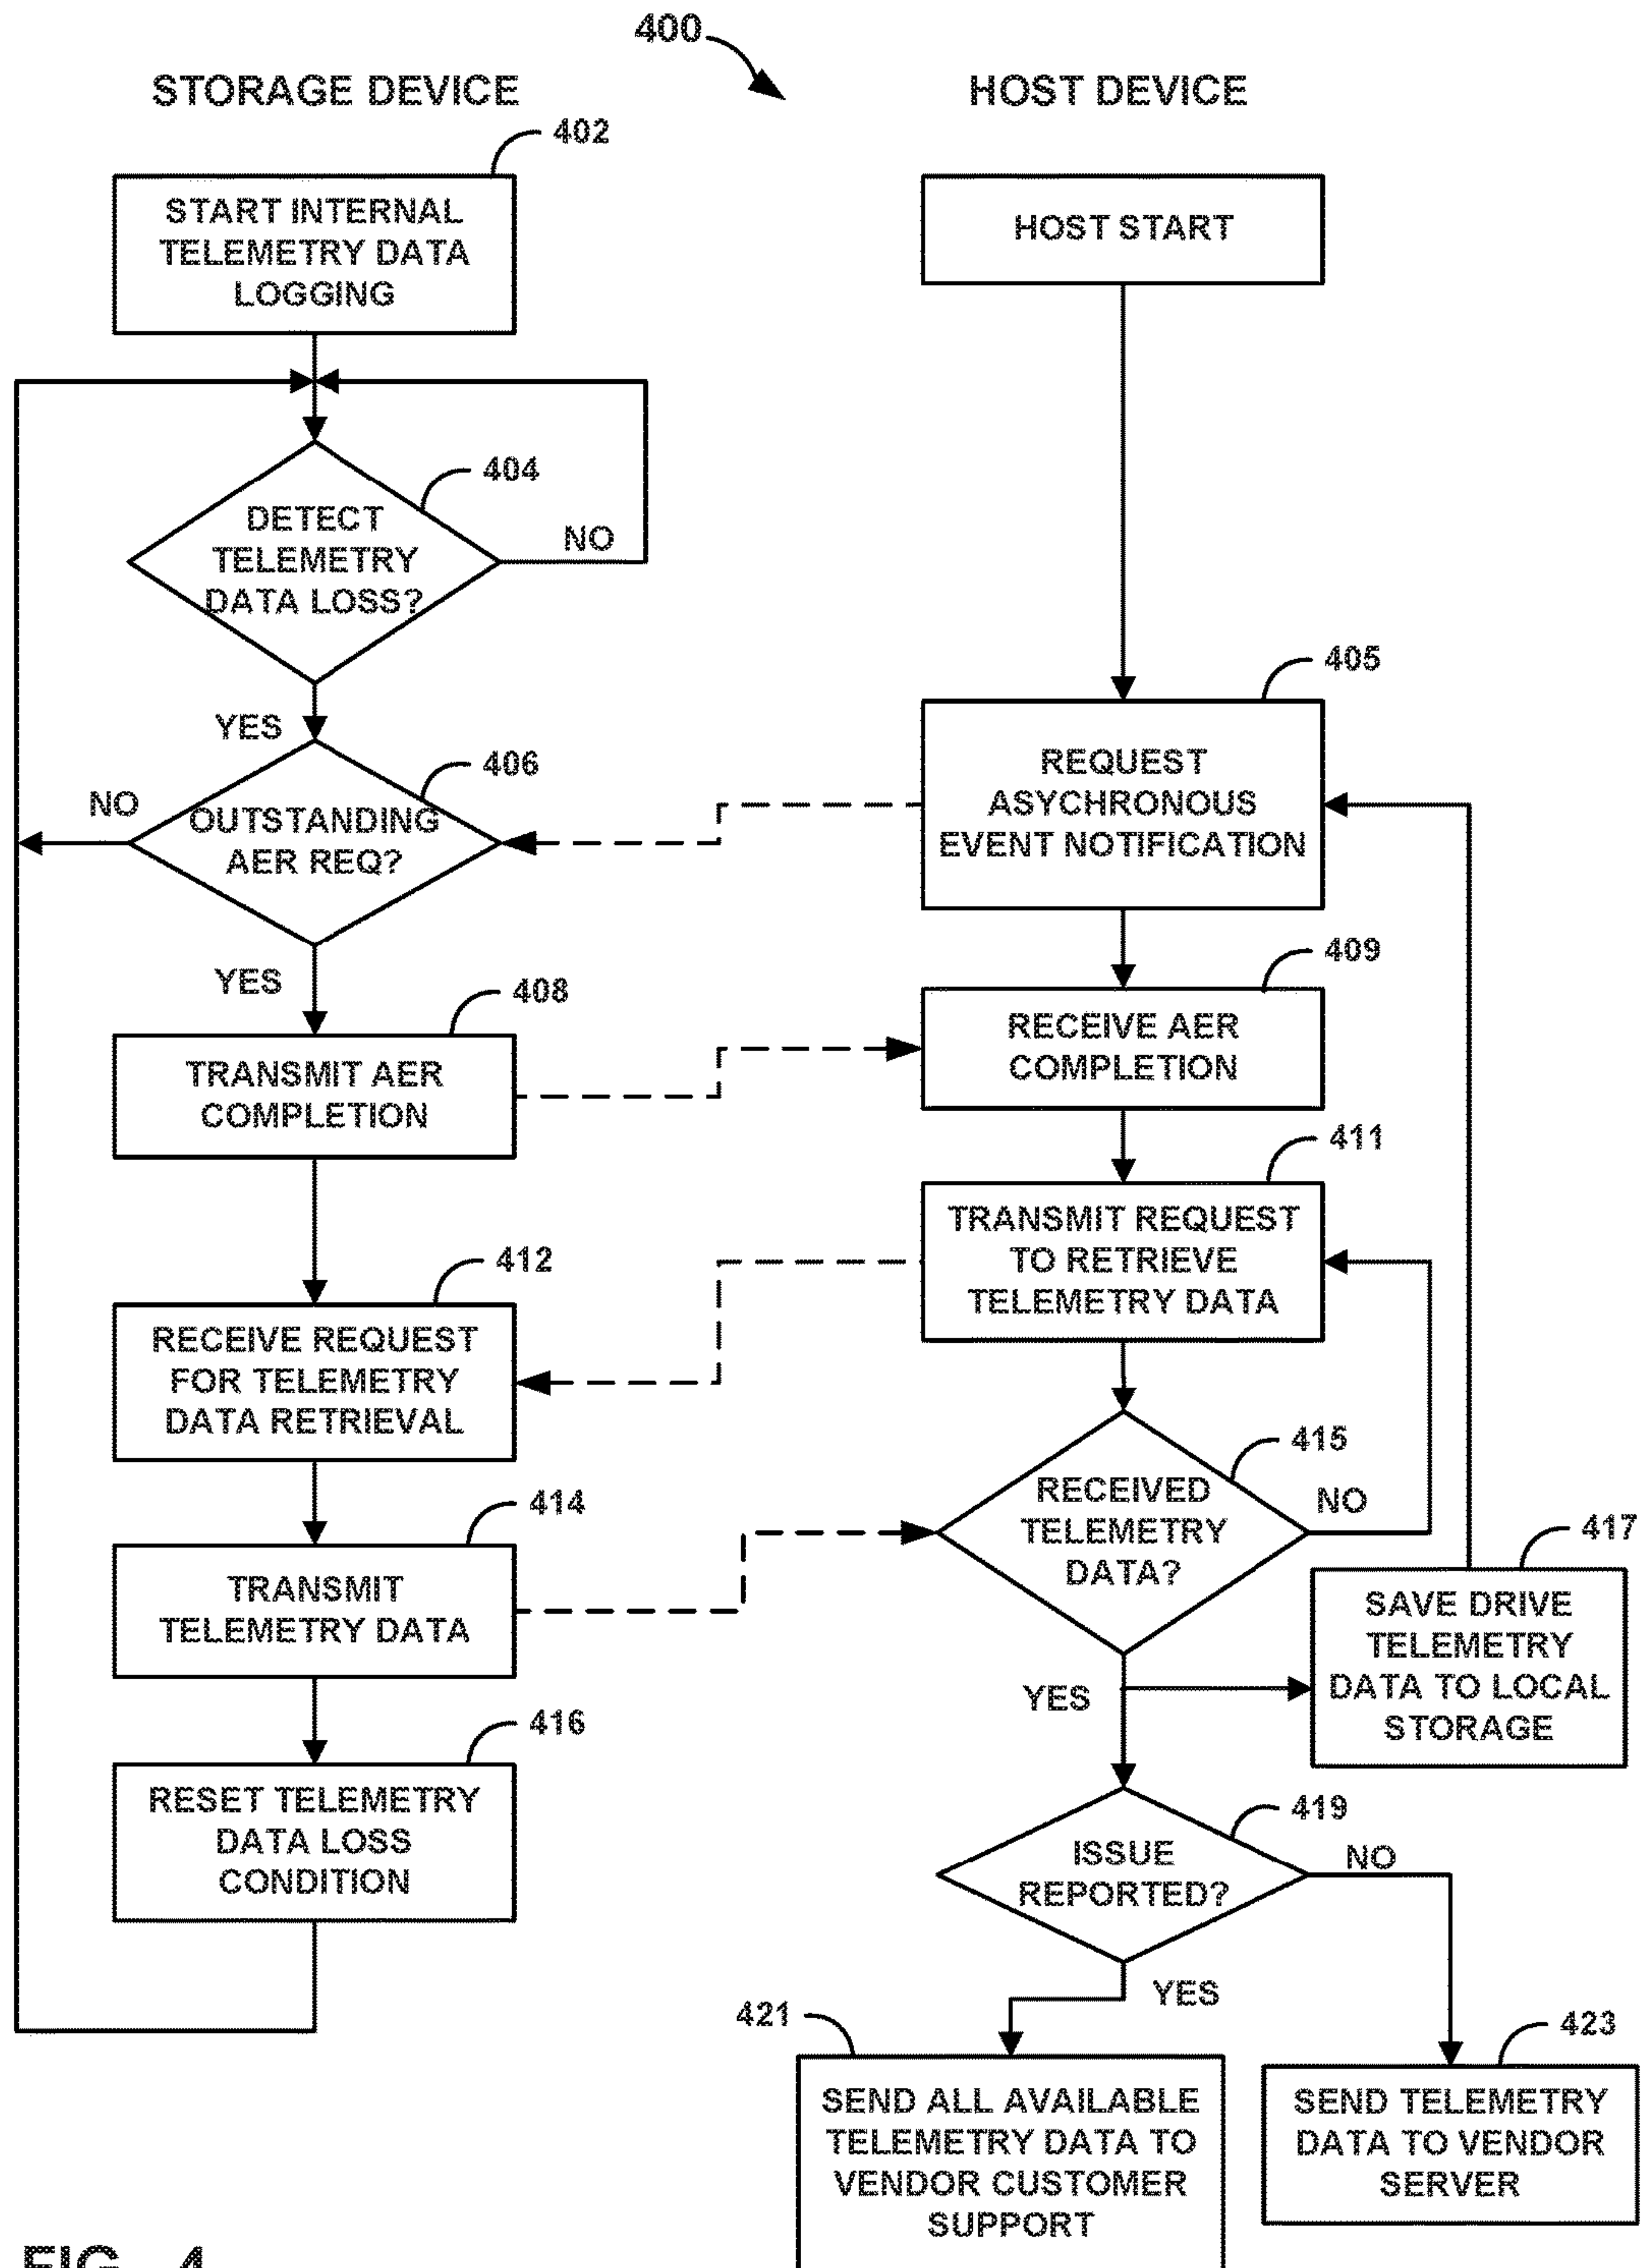 400
STORAGE DEVICE
HOST DEVICE
402
START INTERNAL
TELEMETRY DATA
LOGGING
HOST START
404
DETECT
TELEMETRY
DATA LOSS?
NO
YES
405
REQUEST
ASYCHRONOUS
EVENT NOTIFICATION
406
OUTSTANDING
AER REQ?
NO
YES
408
TRANSMIT AER
COMPLETION
409
RECEIVE AER
COMPLETION
411
TRANSMIT REQUEST
TO RETRIEVE
TELEMETRY DATA
412
RECEIVE REQUEST
FOR TELEMETRY
DATA RETRIEVAL
414
TRANSMIT
TELEMETRY DATA
415
RECEIVED
TELEMETRY
DATA?
NO
YES
417
SAVE DRIVE
TELEMETRY
DATA TO LOCAL
STORAGE
416
RESET TELEMETRY
DATA LOSS
CONDITION
419
ISSUE
REPORTED?
NO
YES
421
SEND ALL AVAILABLE
TELEMETRY DATA TO
VENDOR CUSTOMER
SUPPORT
423
SEND TELEMETRY
DATA TO VENDOR
SERVER
FIG. 4